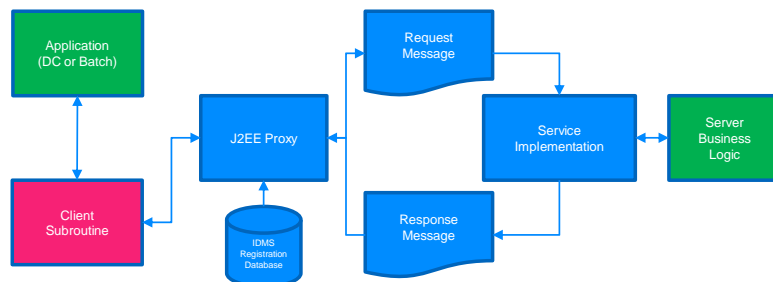 Application
(DC or Batch)
Client
Subroutine
J2EE Proxy
IDMS
Registration
Database
Request
Message
Response
Message
Service
Implementation
Server
Business
Logic